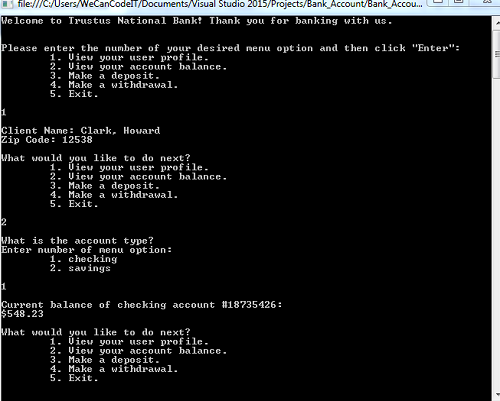 file:///C:/Users/WeCanCodeIT/Documents/Visual Studio 2015/Projects/Bank_Account/Bank_Accou...
Welcome to Trustus National Bank! Thank you for banking with us.
Please enter the number of your desired menu option and then click "Enter":
1. View your user profile.
2. View your account balance.
3. Make a deposit.
4. Make a withdrawal.
5. Exit.
1
Client Name: Clark, Howard
Zip Code: 12538
What would you like to do next?
1. View your user profile.
2. View your account balance.
3. Make a deposit.
4. Make a withdrawal.
5. Exit.
2
What is the account type?
Enter number of menu option:
1. checking
2. savings
1
Current balance of checking account #18735426:
$548.23
What would you like to do next?
1. View your user profile.
2. View your account balance.
3. Make a deposit.
4. Make a withdrawal.
5. Exit.